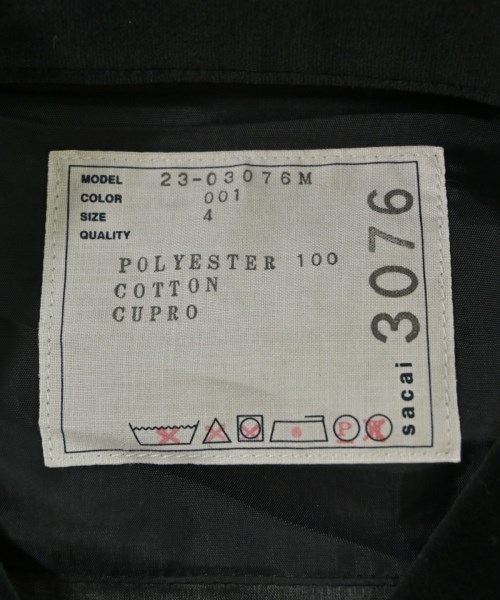 MODEL 23-03076M
COLOR 001
SIZE 4
QUALITY
POLYESTER 100
COTTON
CUPRO
P
sacai 3076